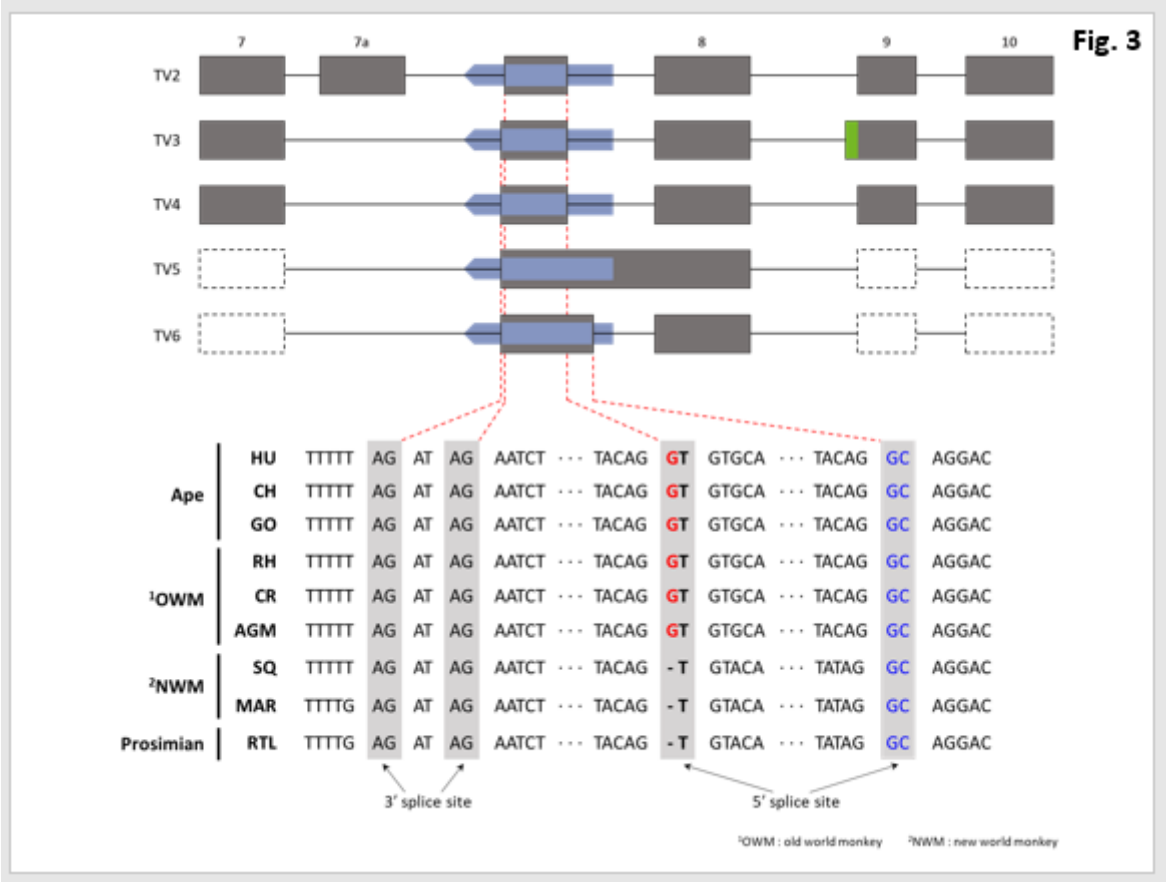 Fig. 3
7 7a 8 9 10
TV2
TV3
TV4
TV5
TV6
Ape
HU TTTTT AG AT AG AATCT ··· TACAG GT GTGCA ··· TACAG GC AGGAC
CH TTTTT AG AT AG AATCT ··· TACAG GT GTGCA ··· TACAG GC AGGAC
GO TTTTT AG AT AG AATCT ··· TACAG GT GTGCA ··· TACAG GC AGGAC
¹OWM
RH TTTTT AG AT AG AATCT ··· TACAG GT GTGCA ··· TACAG GC AGGAC
CR TTTTT AG AT AG AATCT ··· TACAG GT GTGCA ··· TACAG GC AGGAC
AGM TTTTT AG AT AG AATCT ··· TACAG GT GTGCA ··· TACAG GC AGGAC
²NWM
SQ TTTTT AG AT AG AATCT ··· TACAG -T GTACA ··· TATAG GC AGGAC
MAR TTTTG AG AT AG AATCT ··· TACAG -T GTACA ··· TATAG GC AGGAC
Prosimian
RTL TTTTG AG AT AG AATCT ··· TACAG -T GTACA ··· TATAG GC AGGAC
3′ splice site 5′ splice site
¹OWM : old world monkey ²NWM : new world monkey